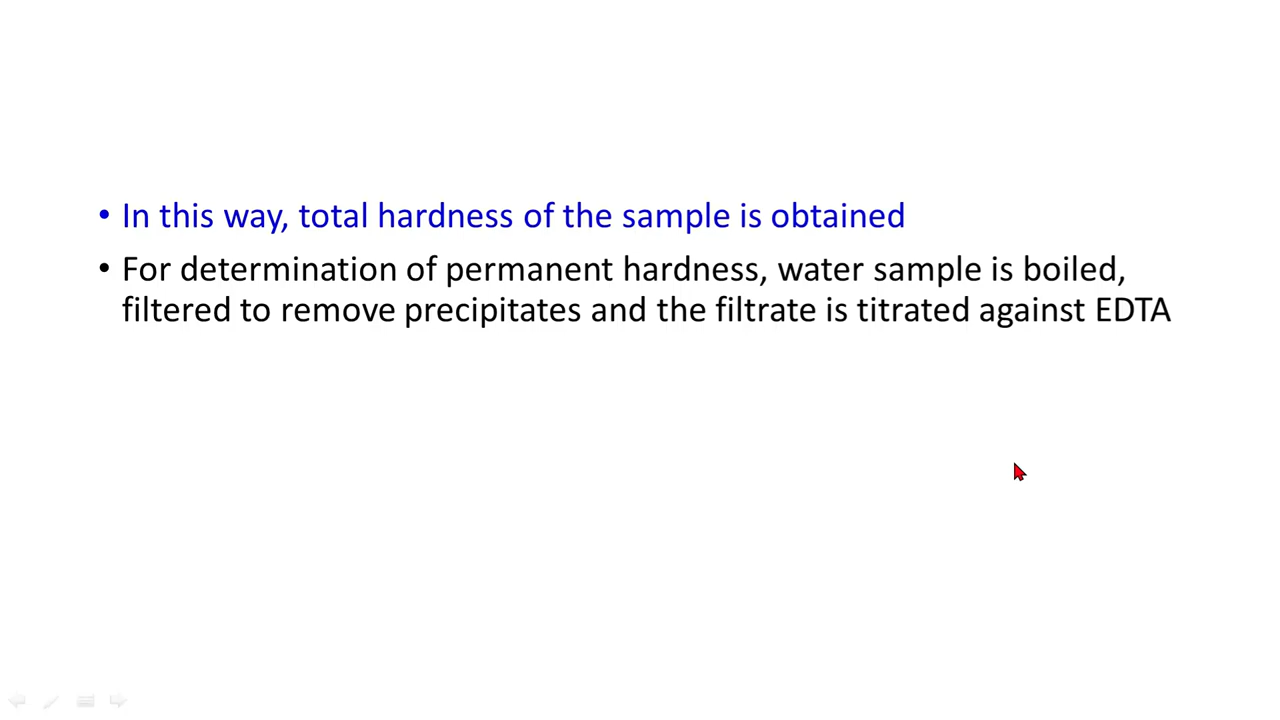 • In this way, total hardness of the sample is obtained
• For determination of permanent hardness, water sample is boiled,
filtered to remove precipitates and the filtrate is titrated against EDTA